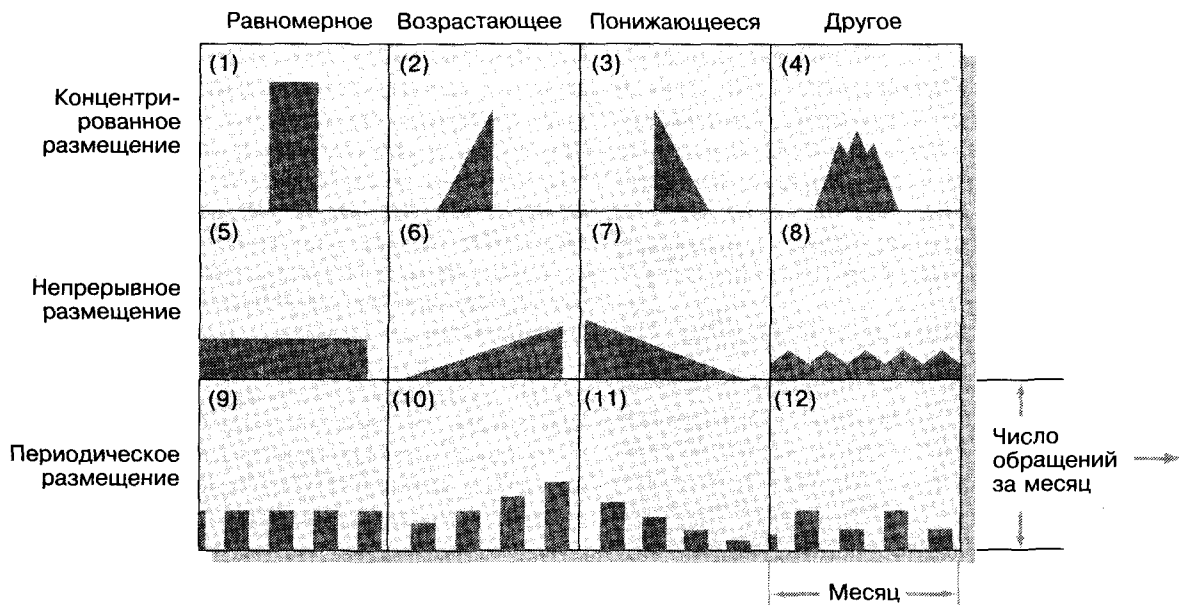 Равномерное Возрастающее Понижающееся Другое
(1) (2) (3) (4)
Концентри-
рованное
размещение
(5) (6) (7) (8)
Непрерывное
размещение
(9) (10) (11) (12)
Периодическое
размещение
Число
обращений
за месяц
Месяц